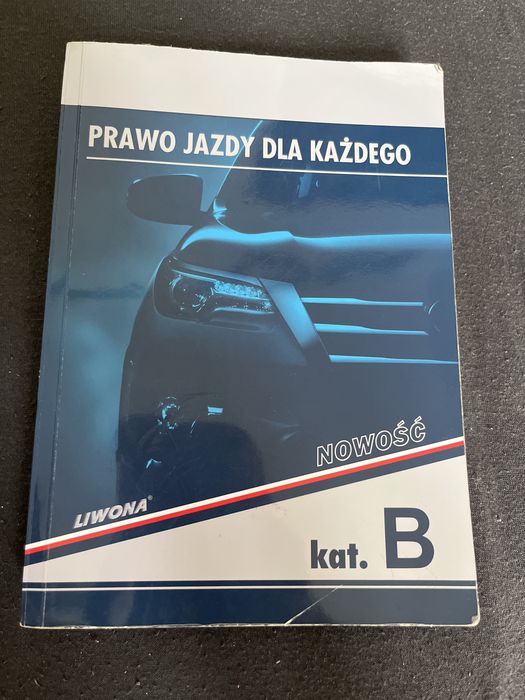 PRAWO JAZDY DLA KAŻDEGO
NOWOŚĆ
LIWONA®
kat. B